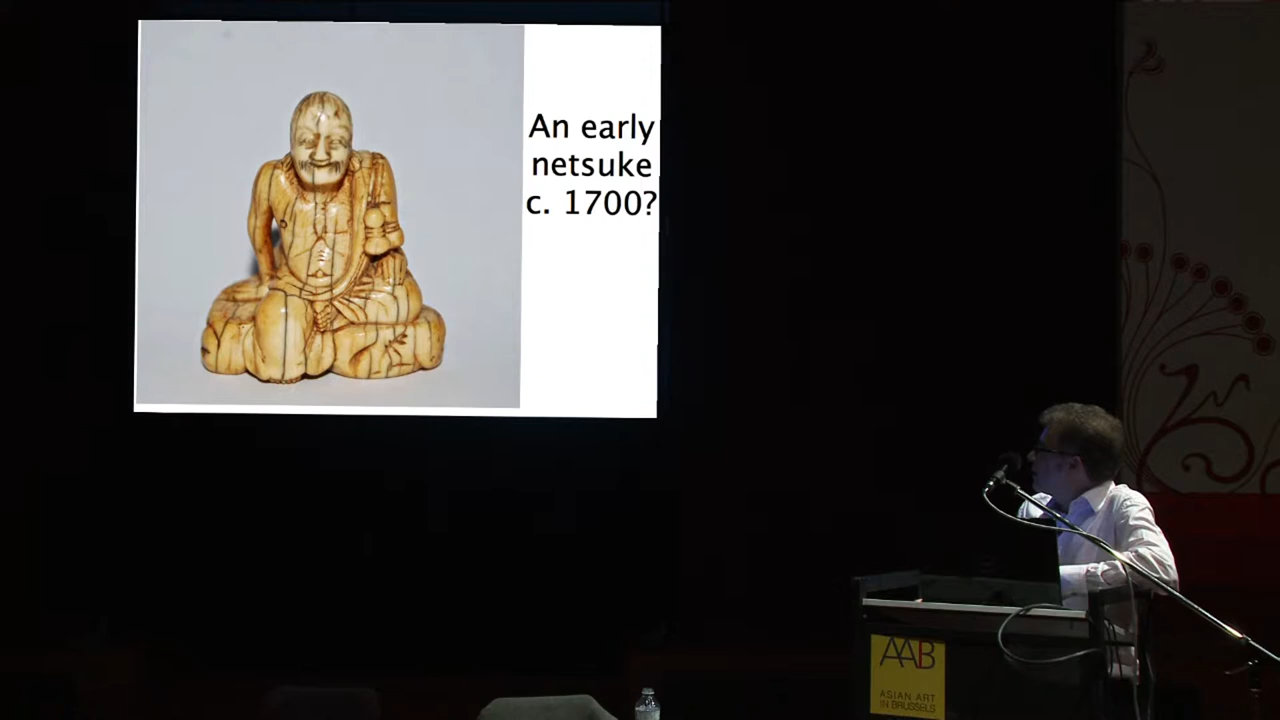 An early
netsuke
c. 1700?
AAB
ASIAN ART
IN BRUSSELS